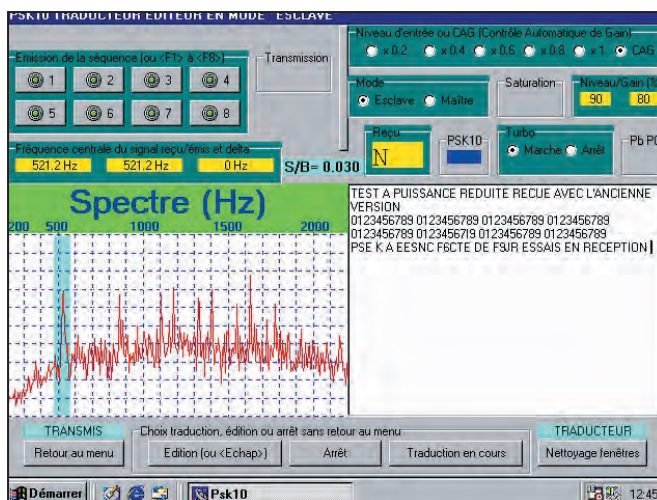 PSK10 TRADUCTEUR EDITEUR EN MODE ESCLAVE
Niveau d'entrée ou CAG (Contrôle Automatique de Gain)
x 0.2 x 0.4 x 0.6 x 0.8 x 1 CAG
Emission de la séquence (ou <F1> à <F8>)
1 2 3 4
5 6 7 8
Transmission
Mode
Esclave Maître
Saturation
Niveau/Gain (%
90 80
Fréquence centrale du signal reçu/émis et delta
521.2 Hz 521.2 Hz 0 Hz
S/B= 0.030
Reçu
N
PSK10
Turbo
Marche Arrêt
Pb PC
Spectre (Hz)
200 500 1000 1500 2000
TEST A PUISSANCE REDUITE RECUE AVEC L'ANCIENNE
VERSION
0123456789 0123456789 0123456789 0123456789
0123456789 01234567I9 0123456789 0123456789
PSE K A EESNC F6CTE DE F9JR ESSAIS EN RECEPTION
TRANSMIS
Retour au menu
Choix traduction, édition ou arrêt sans retour au menu
Edition (ou <Echap>) Arrêt Traduction en cours
TRADUCTEUR
Nettoyage fenêtres
Démarrer Psk10 12:45